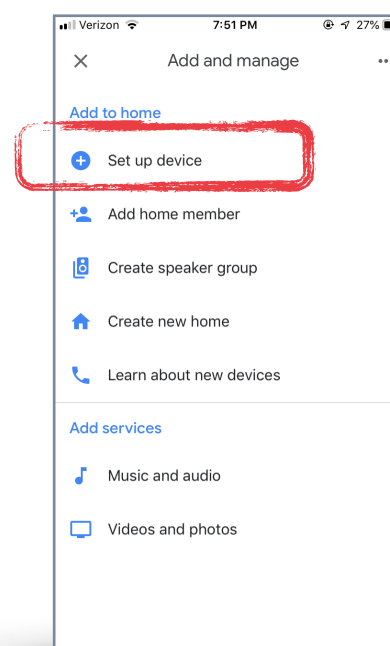 Verizon 7:51 PM 27%
Add and manage
Add to home
Set up device
Add home member
Create speaker group
Create new home
Learn about new devices
Add services
Music and audio
Videos and photos